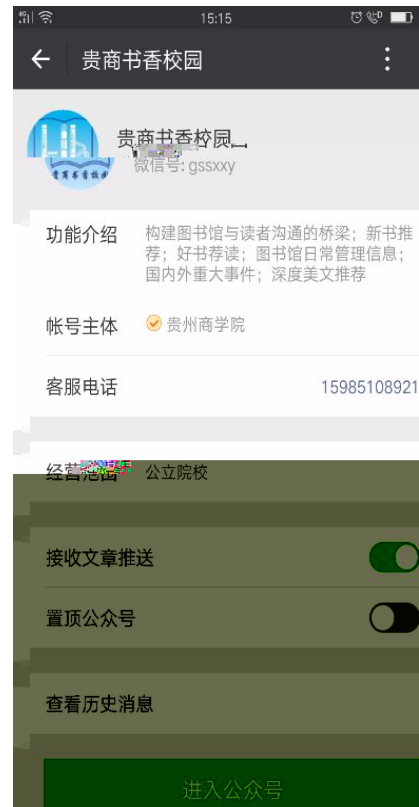 15:15
贵商书香校园
贵商书香校园
微信号: gssxxy
功能介绍
构建图书馆与读者沟通的桥梁；新书推
荐；好书荐读；图书馆日常管理信息；
国内外重大事件；深度美文推荐
帐号主体 贵州商学院
客服电话 15985108921
经营范围 公立院校
接收文章推送
置顶公众号
查看历史消息
进入公众号